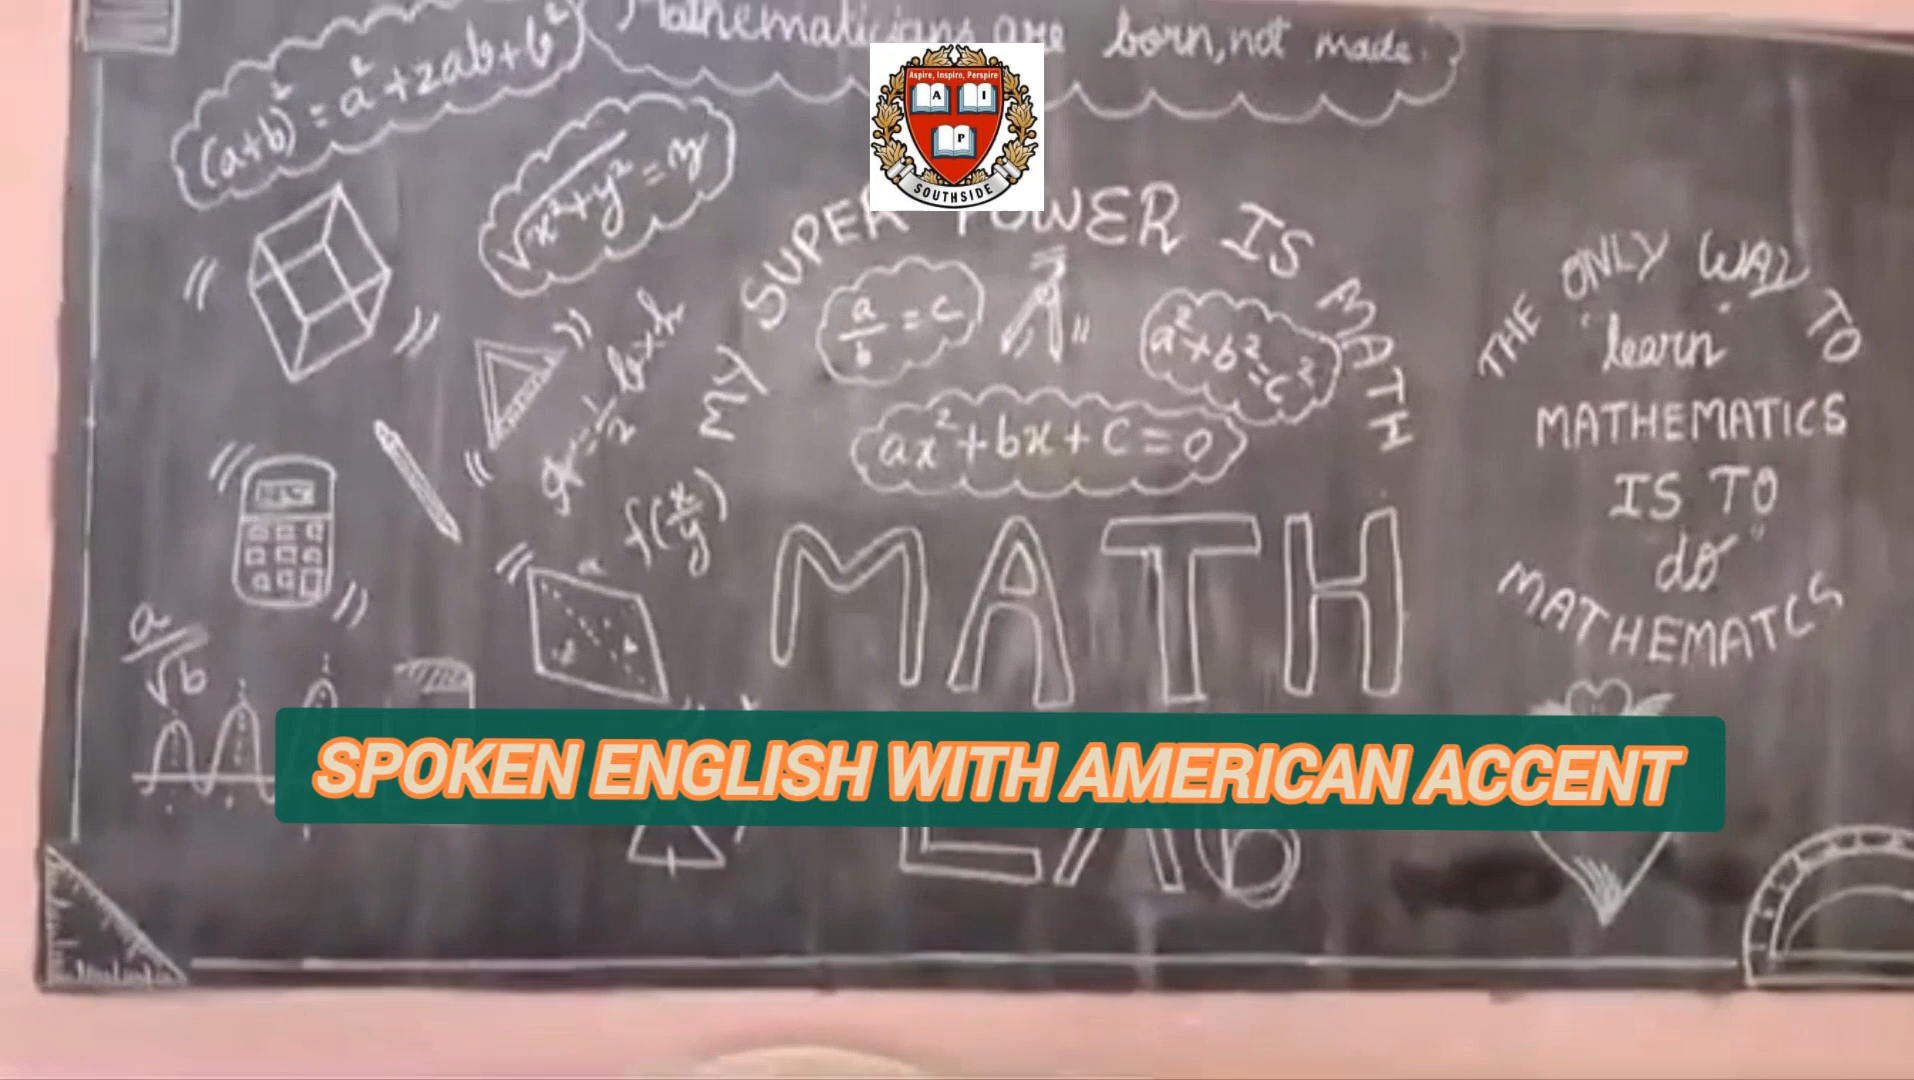 Mathematicians are born, not made.
(a+b)² = a²+2ab+b²
√x²+y² = y
Aspire, Inspire, Perspire
A I
P
SOUTHSIDE
MY SUPER POWER IS MATH
a/b = c
a²+b²=c²
ax²+bx+c=0
f(x/y)
a
a/√b
MATH
LAB
THE ONLY WAY TO
"learn"
MATHEMATICS
IS TO
do"
MATHEMATCS
SPOKEN ENGLISH WITH AMERICAN ACCENT